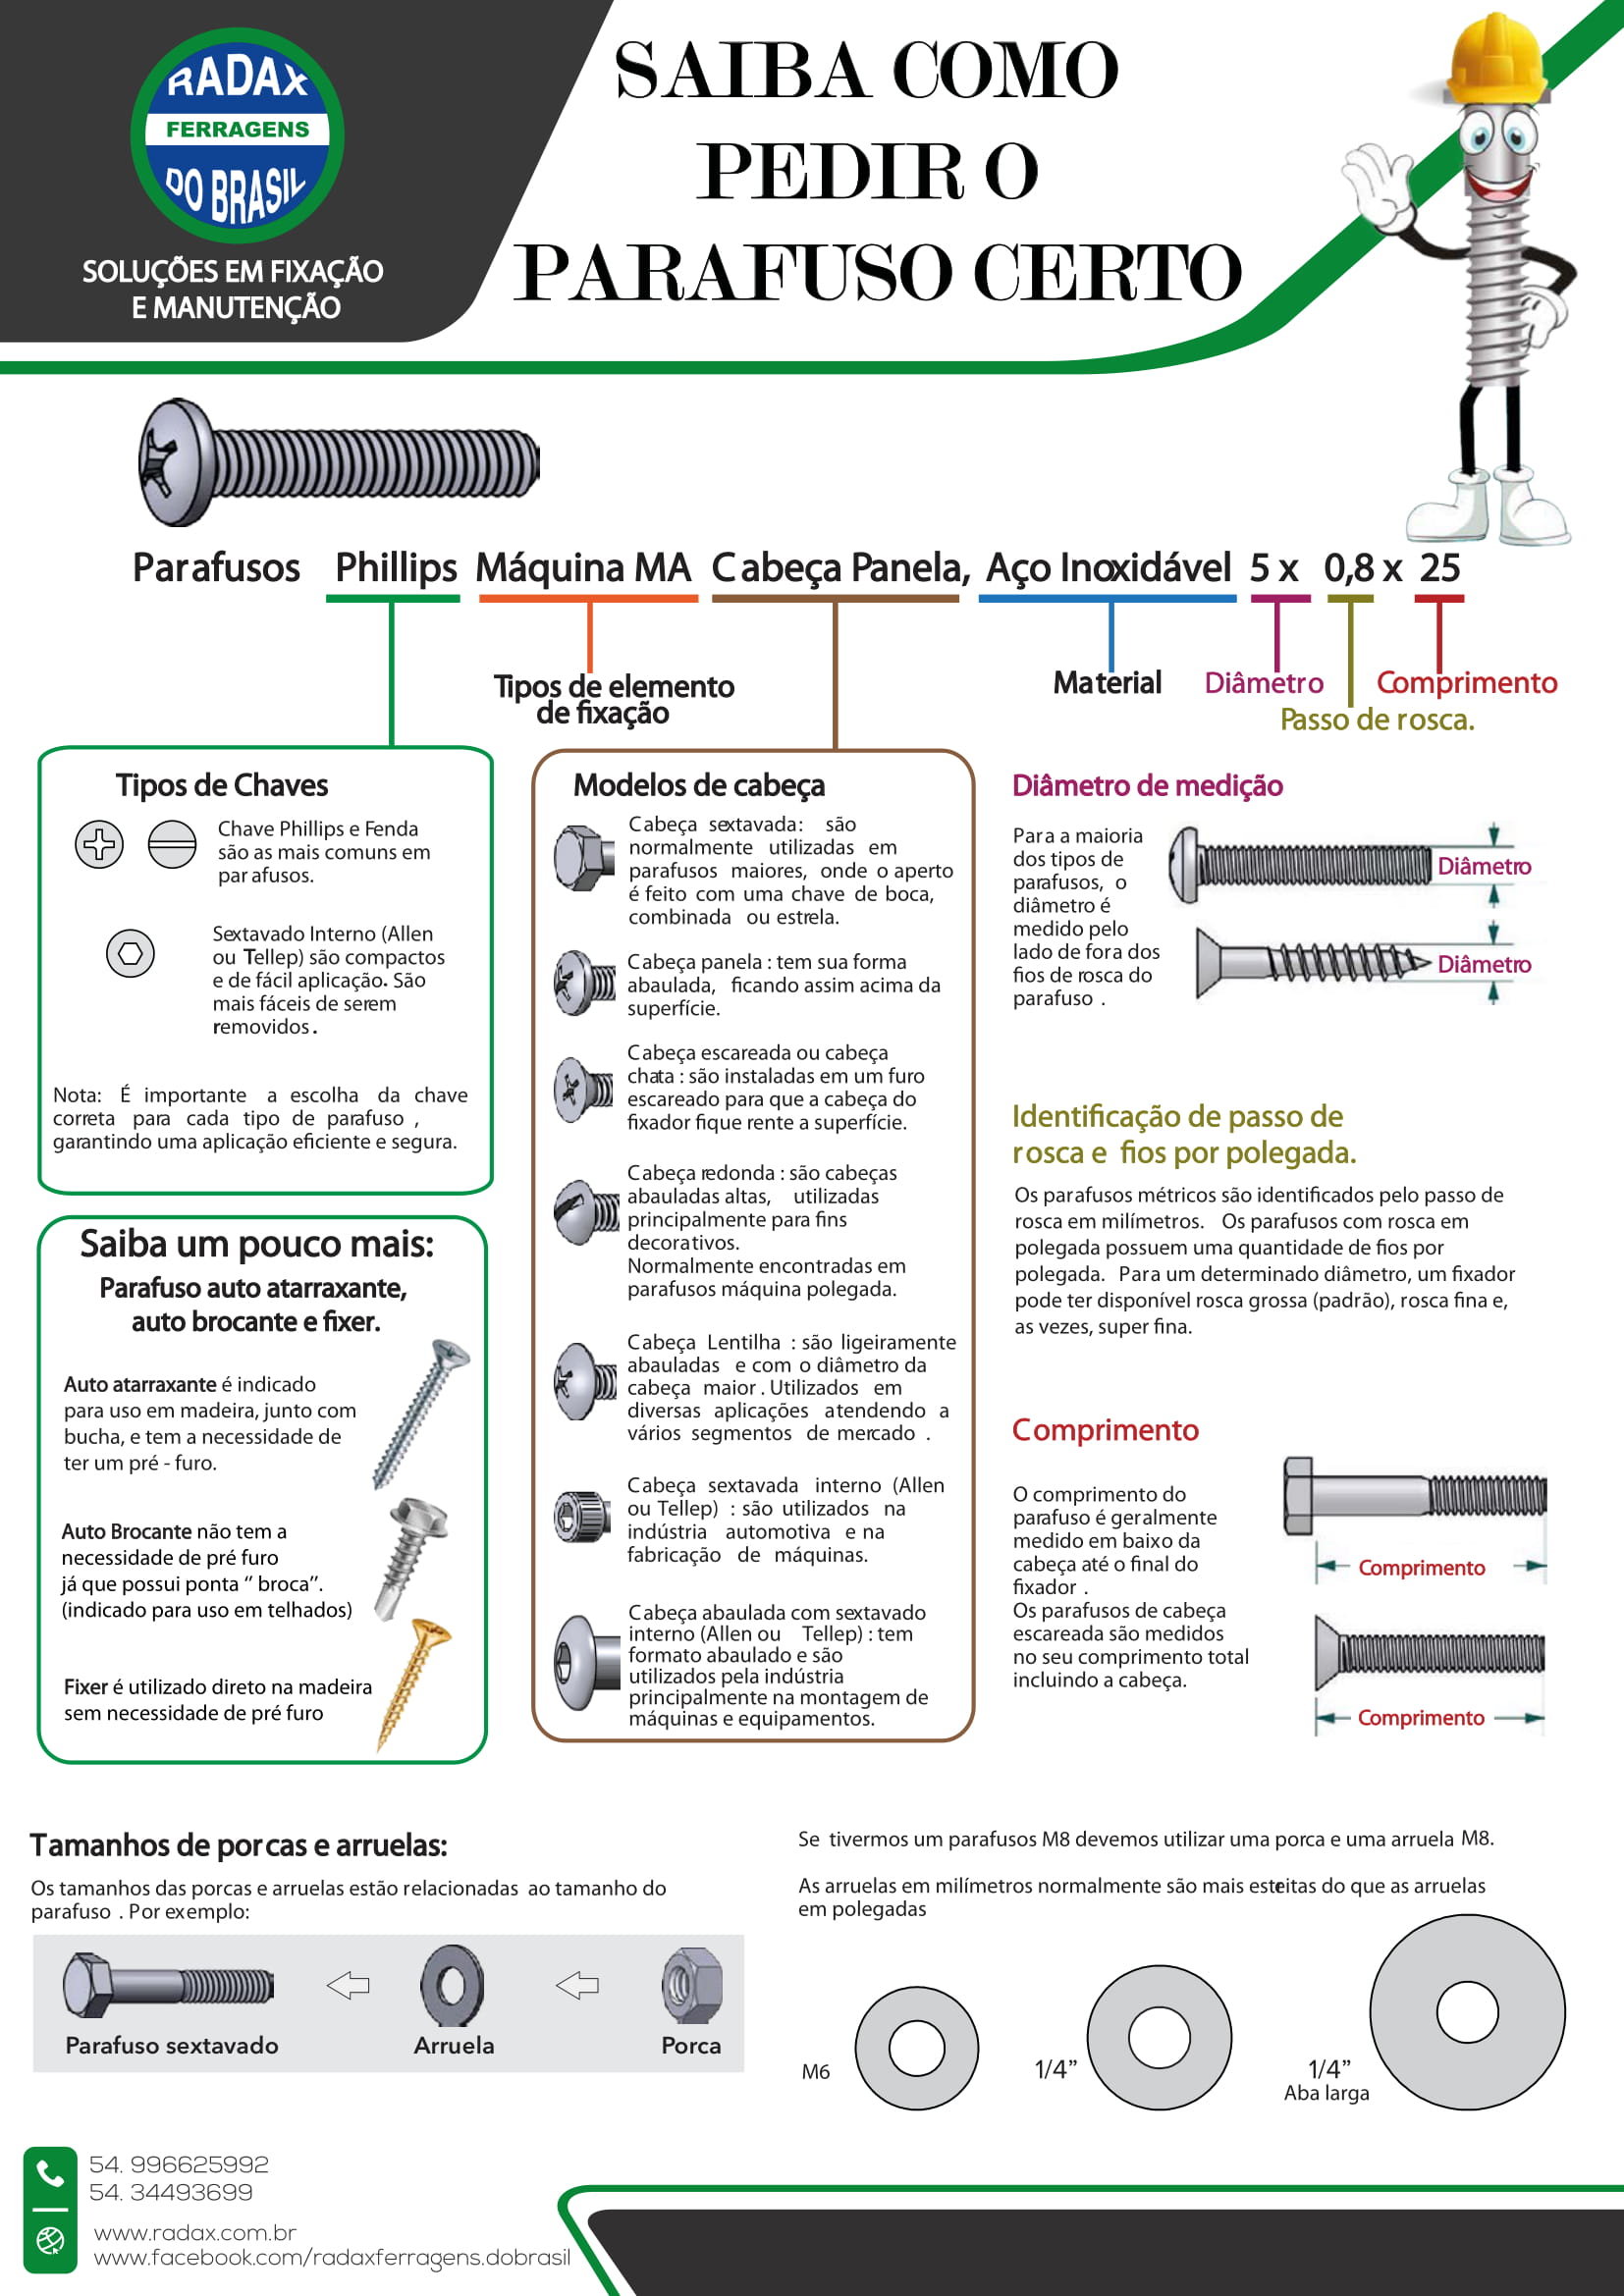 RADAX
FERRAGENS
DO BRASIL
SOLUÇÕES EM FIXAÇÃO
E MANUTENÇÃO
SAIBA COMO
PEDIR O
PARAFUSO CERTO
Parafusos Phillips Máquina MA Cabeça Panela, Aço Inoxidável 5 x 0,8 x 25
Tipos de elemento
de fixação
Material
Diâmetro
Comprimento
Passo de rosca.
Tipos de Chaves
Chave Phillips e Fenda
são as mais comuns em
parafusos.
Sextavado Interno (Allen
ou Tellep) são compactos
e de fácil aplicação. São
mais fáceis de serem
removidos.
Nota: É importante a escolha da chave
correta para cada tipo de parafuso ,
garantindo uma aplicação eficiente e segura.
Saiba um pouco mais:
Parafuso auto atarraxante,
auto brocante e fixer.
Auto atarraxante é indicado
para uso em madeira, junto com
bucha, e tem a necessidade de
ter um pré - furo.
Auto Brocante não tem a
necessidade de pré furo
já que possui ponta “ broca”.
(indicado para uso em telhados)
Fixer é utilizado direto na madeira
sem necessidade de pré furo
Modelos de cabeça
Cabeça sextavada: são
normalmente utilizadas em
parafusos maiores, onde o aperto
é feito com uma chave de boca,
combinada ou estrela.
Cabeça panela : tem sua forma
abaulada, ficando assim acima da
superfície.
Cabeça escareada ou cabeça
chata : são instaladas em um furo
escareado para que a cabeça do
fixador fique rente a superfície.
Cabeça redonda : são cabeças
abauladas altas, utilizadas
principalmente para fins
decorativos.
Normalmente encontradas em
parafusos máquina polegada.
Cabeça Lentilha : são ligeiramente
abauladas e com o diâmetro da
cabeça maior . Utilizados em
diversas aplicações atendendo a
vários segmentos de mercado .
Cabeça sextavada interno (Allen
ou Tellep) : são utilizados na
indústria automotiva e na
fabricação de máquinas.
Cabeça abaulada com sextavado
interno (Allen ou Tellep) : tem
formato abaulado e são
utilizados pela indústria
principalmente na montagem de
máquinas e equipamentos.
Diâmetro de medição
Para a maioria
dos tipos de
parafusos, o
diâmetro é
medido pelo
lado de fora dos
fios de rosca do
parafuso .
Diâmetro
Diâmetro
Identificação de passo de
rosca e fios por polegada.
Os parafusos métricos são identificados pelo passo de
rosca em milímetros. Os parafusos com rosca em
polegada possuem uma quantidade de fios por
polegada. Para um determinado diâmetro, um fixador
pode ter disponível rosca grossa (padrão), rosca fina e,
as vezes, super fina.
Comprimento
O comprimento do
parafuso é geralmente
medido em baixo da
cabeça até o final do
fixador .
Os parafusos de cabeça
escareada são medidos
no seu comprimento total
incluindo a cabeça.
Comprimento
Comprimento
Tamanhos de porcas e arruelas:
Os tamanhos das porcas e arruelas estão relacionadas ao tamanho do
parafuso . Por exemplo:
Parafuso sextavado
Arruela
Porca
Se tivermos um parafusos M8 devemos utilizar uma porca e uma arruela M8.
As arruelas em milímetros normalmente são mais estreitas do que as arruelas
em polegadas
M6
1/4”
1/4”
Aba larga
54. 996625992
54. 34493699
www.radax.com.br
www.facebook.com/radaxferragens.dobrasil